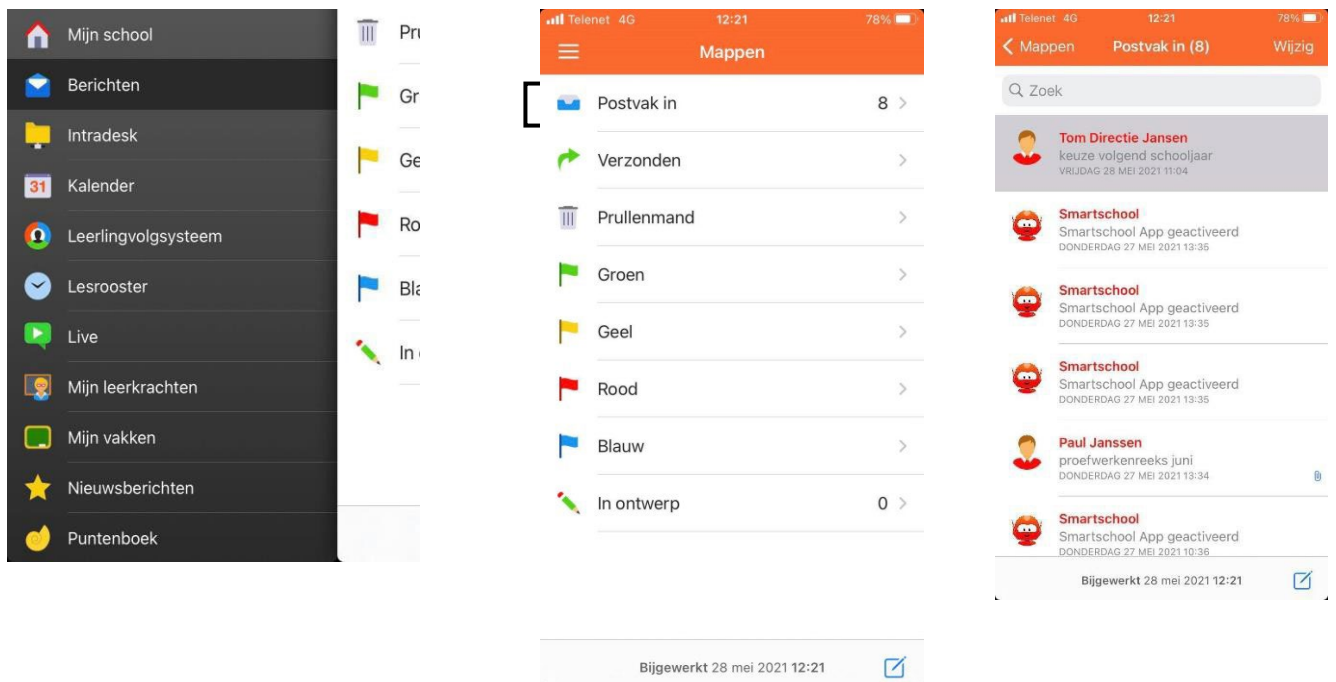 Mijn school
Berichten
Intradesk
31 Kalender
Leerlingvolgsysteem
Lesrooster
Live
Mijn leerkrachten
Mijn vakken
Nieuwsberichten
Puntenboek
Pru
Gr
Ge
Ro
Bla
In
Telenet 4G 12:21 78%
Mappen
Postvak in 8
Verzonden
Prullenmand
Groen
Geel
Rood
Blauw
In ontwerp 0
Bijgewerkt 28 mei 2021 12:21
Telenet 4G 12:21 78%
Mappen Postvak in (8) Wijzig
Zoek
Tom Directie Jansen
keuze volgend schooljaar
VRIJDAG 28 MEI 2021 11:04
Smartschool
Smartschool App geactiveerd
DONDERDAG 27 MEI 2021 13:35
Smartschool
Smartschool App geactiveerd
DONDERDAG 27 MEI 2021 13:35
Smartschool
Smartschool App geactiveerd
DONDERDAG 27 MEI 2021 13:35
Paul Janssen
proefwerkenreeks juni
DONDERDAG 27 MEI 2021 13:34
Smartschool
Smartschool App geactiveerd
DONDERDAG 27 MEI 2021 10:36
Bijgewerkt 28 mei 2021 12:21